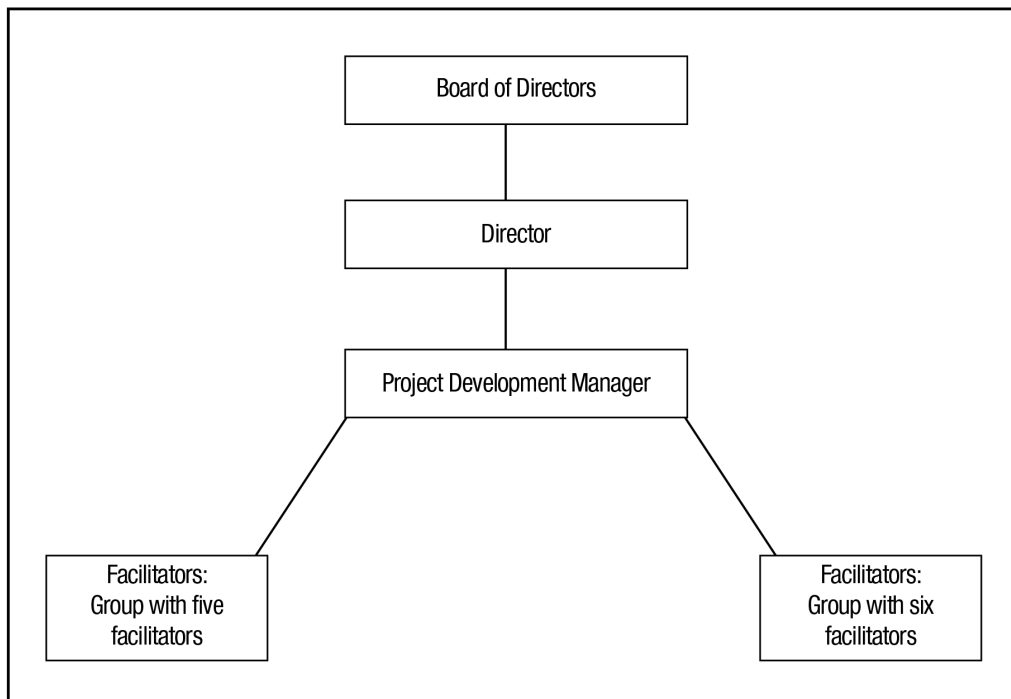 Board of Directors
Director
Project Development Manager
Facilitators:
Group with five
facilitators
Facilitators:
Group with six
facilitators